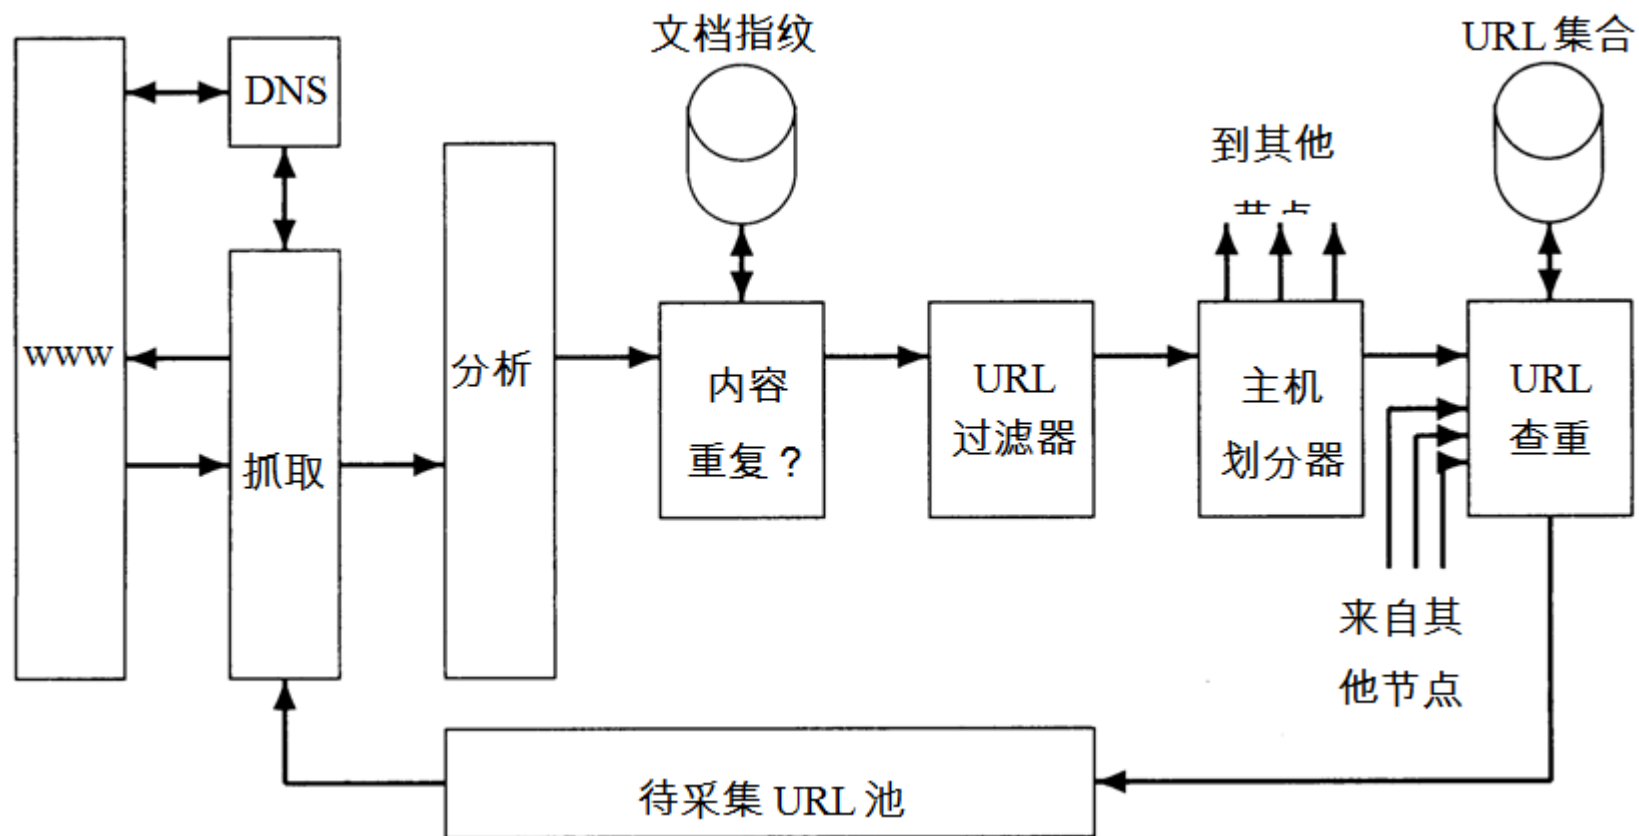 文档指纹
URL 集合
DNS
到其他
www
分析
内容
重复？
URL
过滤器
主机
划分器
URL
查重
抓取
来自其
他节点
待采集 URL 池